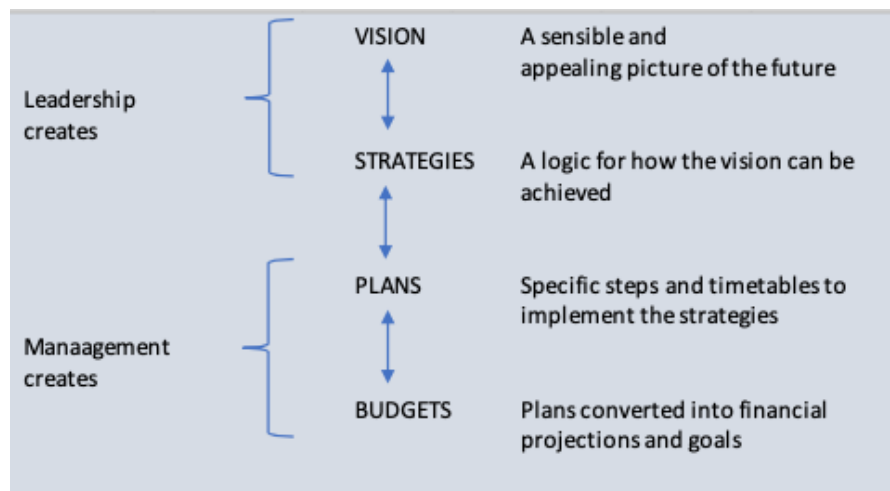 VISION
A sensible and
appealing picture of the future
Leadership
creates
STRATEGIES
A logic for how the vision can be
achieved
PLANS
Specific steps and timetables to
implement the strategies
Manaagement
creates
BUDGETS
Plans converted into financial
projections and goals